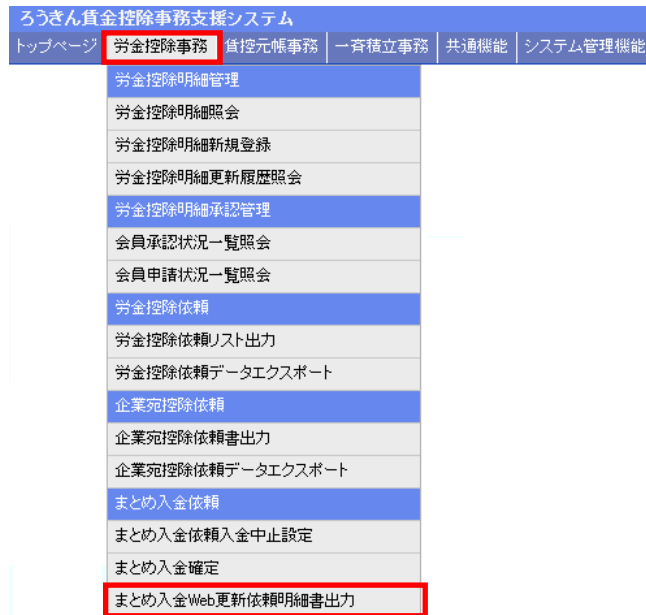 ろうきん賃金控除事務支援システム
トップページ 労金控除事務 賃控元帳事務 一斉積立事務 共通機能 システム管理機能
労金控除明細管理
労金控除明細照会
労金控除明細新規登録
労金控除明細更新履歴照会
労金控除明細承認管理
会員承認状況一覧照会
会員申請状況一覧照会
労金控除依頼
労金控除依頼リスト出力
労金控除依頼データエクスポート
企業宛控除依頼
企業宛控除依頼書出力
企業宛控除依頼データエクスポート
まとめ入金依頼
まとめ入金依頼入金中止設定
まとめ入金確定
まとめ入金Web更新依頼明細書出力